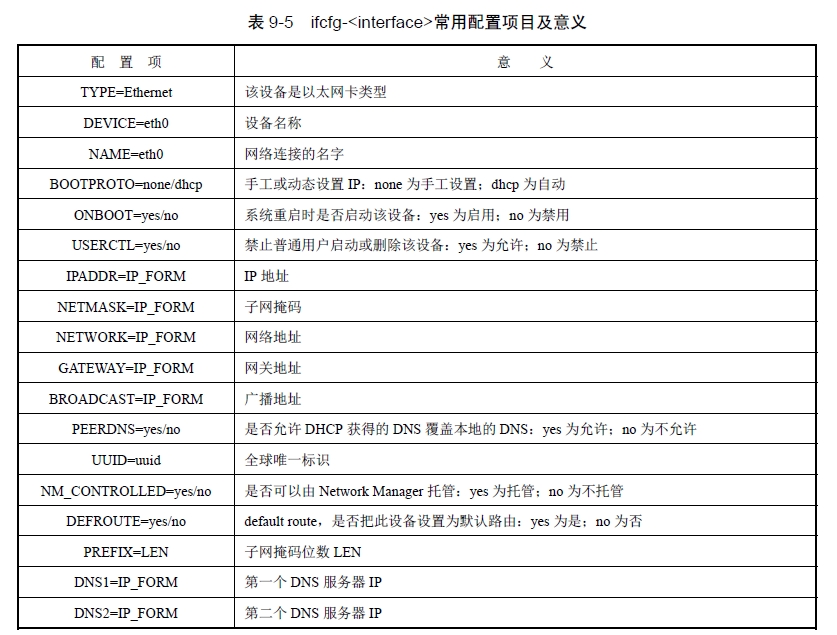 表 9-5 ifcfg-<interface>常用配置项目及意义
配 置 项 意 义
TYPE=Ethernet 该设备是以太网卡类型
DEVICE=eth0 设备名称
NAME=eth0 网络连接的名字
BOOTPROTO=none/dhcp 手工或动态设置 IP：none 为手工设置；dhcp 为自动
ONBOOT=yes/no 系统重启时是否启动该设备：yes 为启用；no 为禁用
USERCTL=yes/no 禁止普通用户启动或删除该设备：yes 为允许；no 为禁止
IPADDR=IP_FORM IP 地址
NETMASK=IP_FORM 子网掩码
NETWORK=IP_FORM 网络地址
GATEWAY=IP_FORM 网关地址
BROADCAST=IP_FORM 广播地址
PEERDNS=yes/no 是否允许 DHCP 获得的 DNS 覆盖本地的 DNS：yes 为允许；no 为不允许
UUID=uuid 全球唯一标识
NM_CONTROLLED=yes/no 是否可以由 Network Manager 托管：yes 为托管；no 为不托管
DEFROUTE=yes/no default route，是否把此设备设置为默认路由：yes 为是；no 为否
PREFIX=LEN 子网掩码位数 LEN
DNS1=IP_FORM 第一个 DNS 服务器 IP
DNS2=IP_FORM 第二个 DNS 服务器 IP